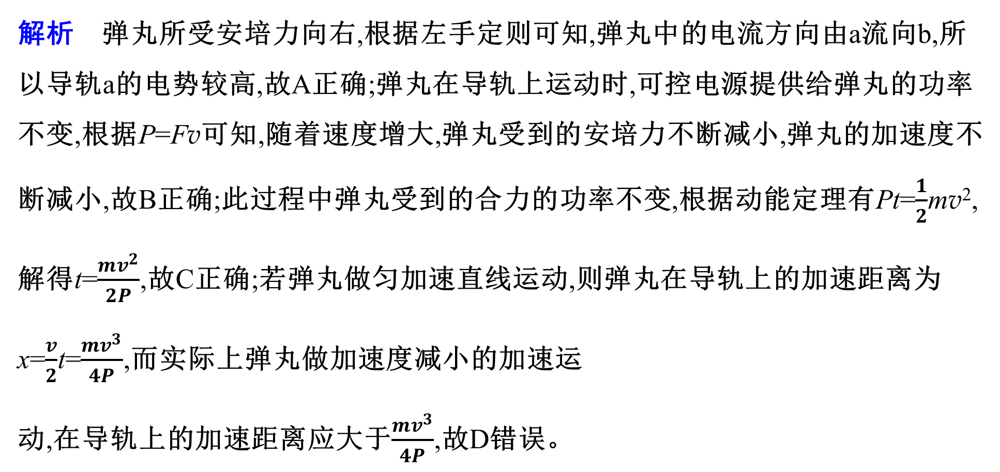 解析 弹丸所受安培力向右,根据左手定则可知,弹丸中的电流方向由a流向b,所
以导轨a的电势较高,故A正确;弹丸在导轨上运动时,可控电源提供给弹丸的功率
不变,根据P=Fv可知,随着速度增大,弹丸受到的安培力不断减小,弹丸的加速度不
断减小,故B正确;此过程中弹丸受到的合力的功率不变,根据动能定理有Pt=\frac{1}{2}mv²,
解得t=\frac{mv²}{2P},故C正确;若弹丸做匀加速直线运动,则弹丸在导轨上的加速距离为
x=\frac{v}{2}t=\frac{mv³}{4P},而实际上弹丸做加速度减小的加速运
动,在导轨上的加速距离应大于\frac{mv³}{4P},故D错误。